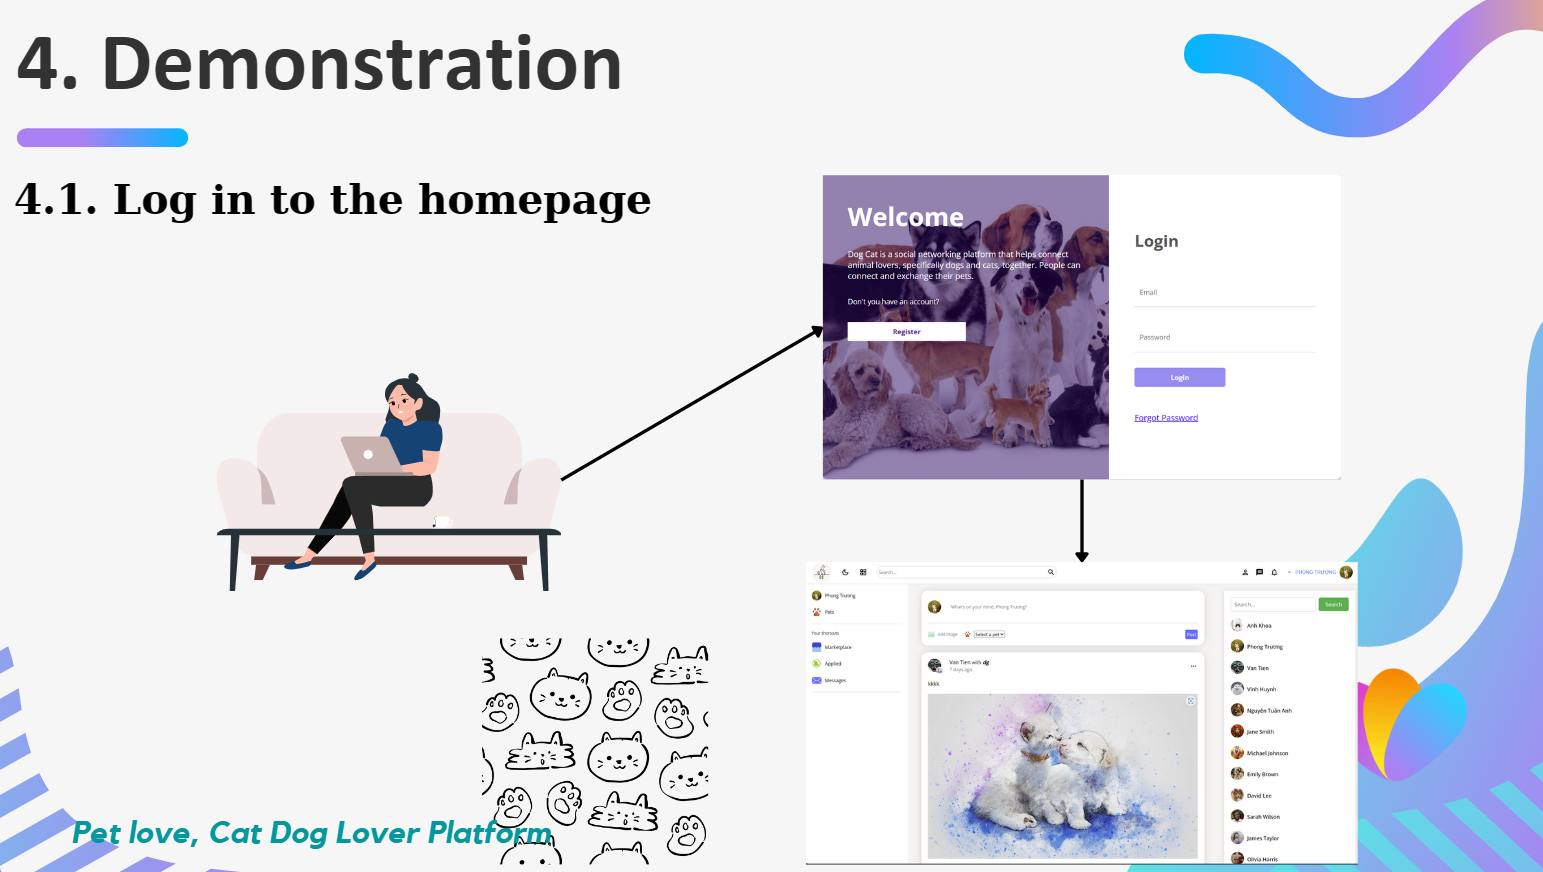 4. Demonstration
4.1. Log in to the homepage
Welcome
Dog Cat is a social networking platform that helps connect
animal lovers, specifically dogs and cats, together. People can
connect and exchange their pets.
Don't you have an account?
Register
Login
Email
Password
Login
Forgot Password
Search...
PHONG TRƯƠNG
Phong Trương
Pets
Your shortcuts
Marketplace
Applied
Messages
What's on your mind, Phong Trương?
Add Image
Select a pet
Post
Van Tien with dg
7 days ago
kkkk
Search...
Search
Anh Khoa
Phong Trương
Van Tien
Vinh Huynh
Nguyễn Tuấn Anh
Jane Smith
Michael Johnson
Emily Brown
David Lee
Sarah Wilson
James Taylor
Olivia Harris
Pet love, Cat Dog Lover Platform